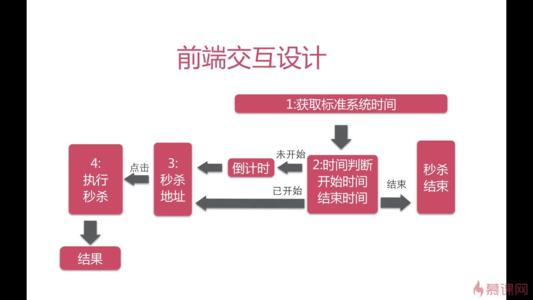 前端交互设计
1:获取标准系统时间
4:
执行
秒杀
点击
3:
秒杀
地址
倒计时
未开始
已开始
2:时间判断
开始时间
结束时间
结束
秒杀
结束
结果
慕课网